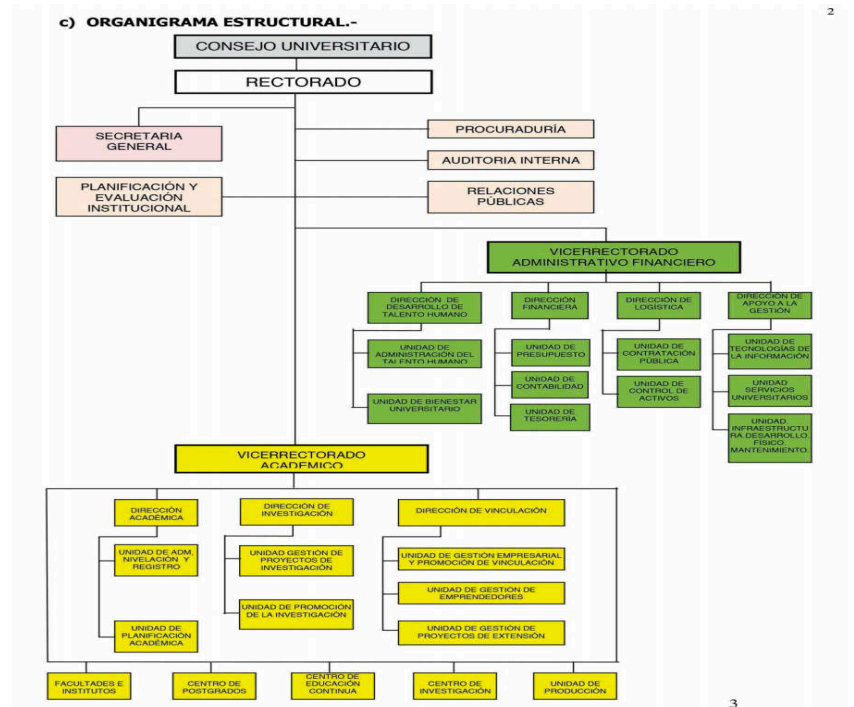 2
c) ORGANIGRAMA ESTRUCTURAL.-
CONSEJO UNIVERSITARIO
RECTORADO
SECRETARIA
GENERAL
PROCURADURÍA
AUDITORIA INTERNA
PLANIFICACIÓN Y
EVALUACIÓN
INSTITUCIONAL
RELACIONES
PÚBLICAS
VICERRECTORADO
ADMINISTRATIVO FINANCIERO
DIRECCIÓN DE
DESARROLLO DE
TALENTO HUMANO
UNIDAD DE
ADMINISTRACIÓN DEL
TALENTO HUMANO
UNIDAD DE BIENESTAR
UNIVERSITARIO
DIRECCIÓN
FINANCIERA
UNIDAD DE
PRESUPUESTO
UNIDAD DE
CONTABILIDAD
UNIDAD DE
TESORERÍA
DIRECCIÓN DE
LOGÍSTICA
UNIDAD DE
CONTRATACIÓN
PÚBLICA
UNIDAD DE
CONTROL DE
ACTIVOS
DIRECCIÓN DE
APOYO A LA
GESTIÓN
UNIDAD DE
TECNOLOGÍAS DE
LA INFORMACIÓN
UNIDAD
SERVICIOS
UNIVERSITARIOS
UNIDAD.
INFRAESTRUCTU
RA.DESARROLLO.
FÍSICO.
MANTENIMIENTO.
VICERRECTORADO
ACADEMICO
DIRECCIÓN
ACADÉMICA
UNIDAD DE ADM,
NIVELACIÓN Y
REGISTRO
UNIDAD DE
PLANIFICACIÓN
ACADÉMICA
DIRECCIÓN DE
INVESTIGACIÓN
UNIDAD GESTIÓN DE
PROYECTOS DE
INVESTIGACIÓN
UNIDAD DE PROMOCIÓN
DE LA INVESTIGACIÓN
DIRECCIÓN DE VINCULACIÓN
UNIDAD DE GESTIÓN EMPRESARIAL
Y PROMOCIÓN DE VINCULACIÓN
UNIDAD DE GESTIÓN DE
EMPRENDEDORES
UNIDAD DE GESTIÓN DE
PROYECTOS DE EXTENSIÓN
FACULTADES E
INSTITUTOS
CENTRO DE
POSTGRADOS
CENTRO DE
EDUCACIÓN
CONTINUA
CENTRO DE
INVESTIGACIÓN
UNIDAD DE
PRODUCCIÓN
3